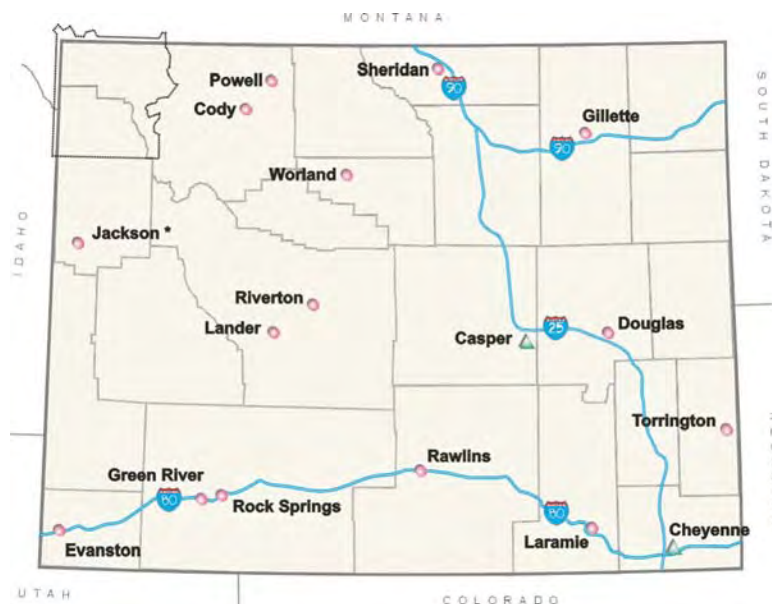 MONTANA
Sheridan
Powell
90
Cody
Gillette
SOUTH DAKOTA
90
Worland
IDAHO
Jackson *
Riverton
Lander
25
Douglas
Casper
Torrington
Rawlins
Green River
80
Rock Springs
80
Evanston
Laramie
Cheyenne
UTAH
COLORADO